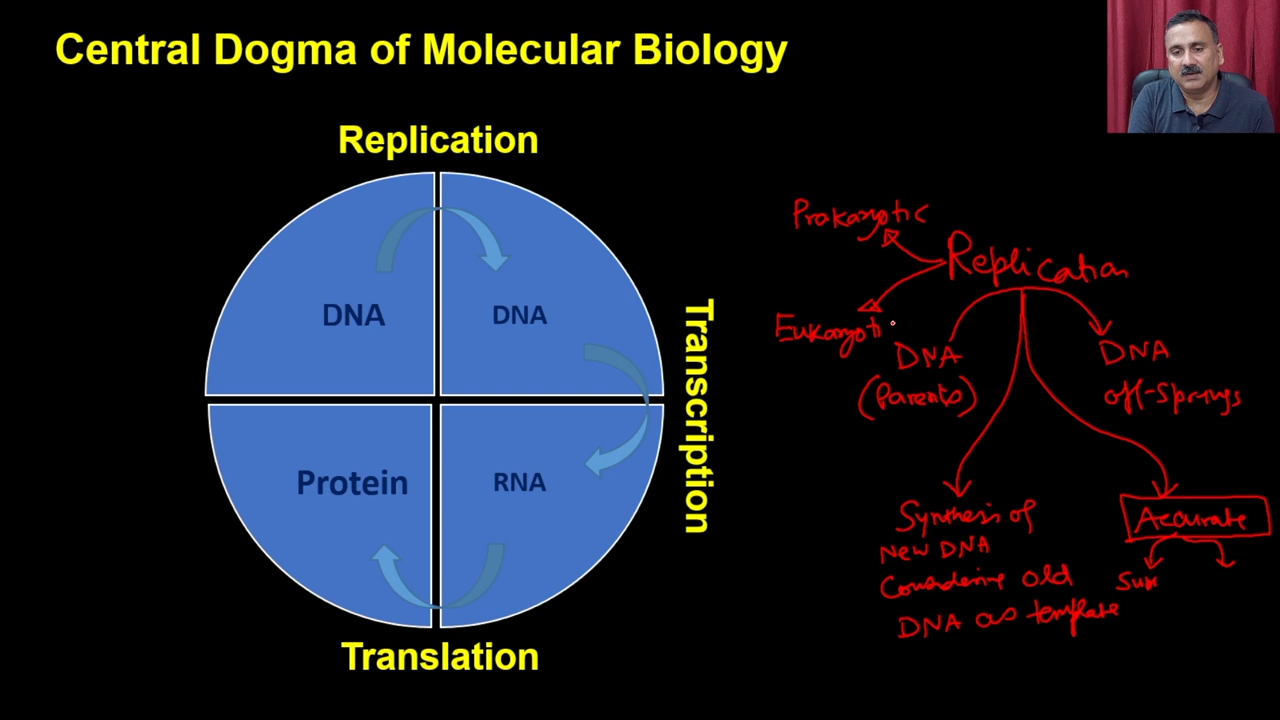 Central Dogma of Molecular Biology
Replication
DNA
DNA
Transcription
Protein
RNA
Translation
Prokaryotic
Replication
Eukaryoti
DNA
(Parents)
DNA
off-springs
Synthesis of
New DNA
Considering old
DNA as template
Accurate